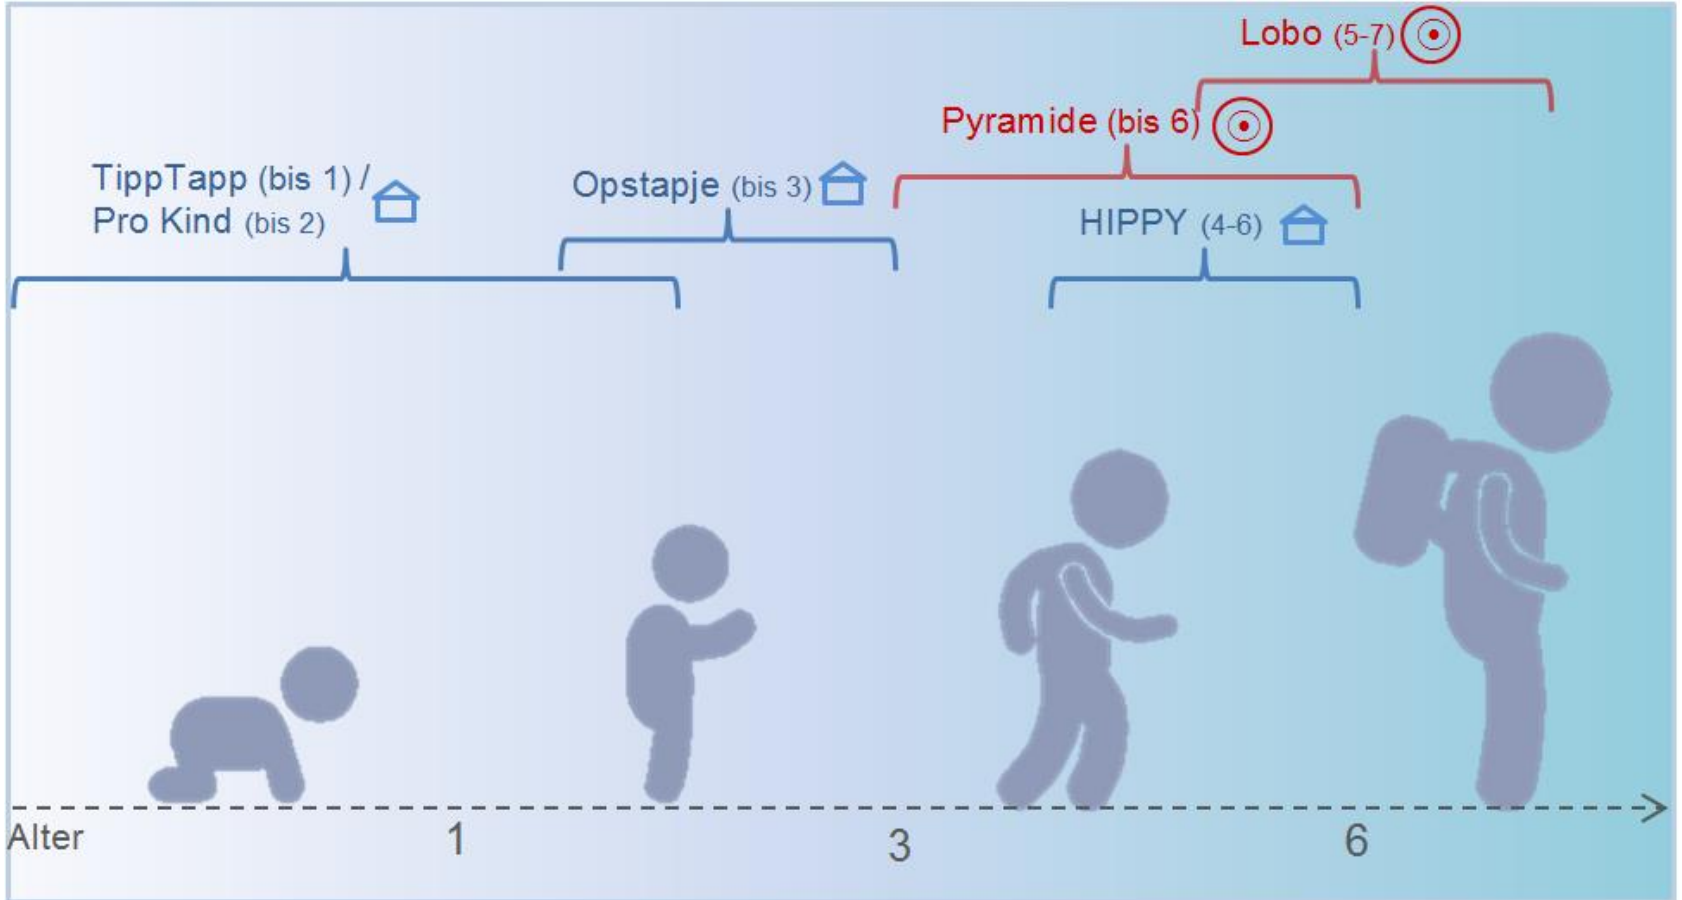 Lobo (5-7)
Pyramide (bis 6)
TippTapp (bis 1) /
Pro Kind (bis 2)
Opstapje (bis 3)
HIPPY (4-6)
Alter
1
3
6